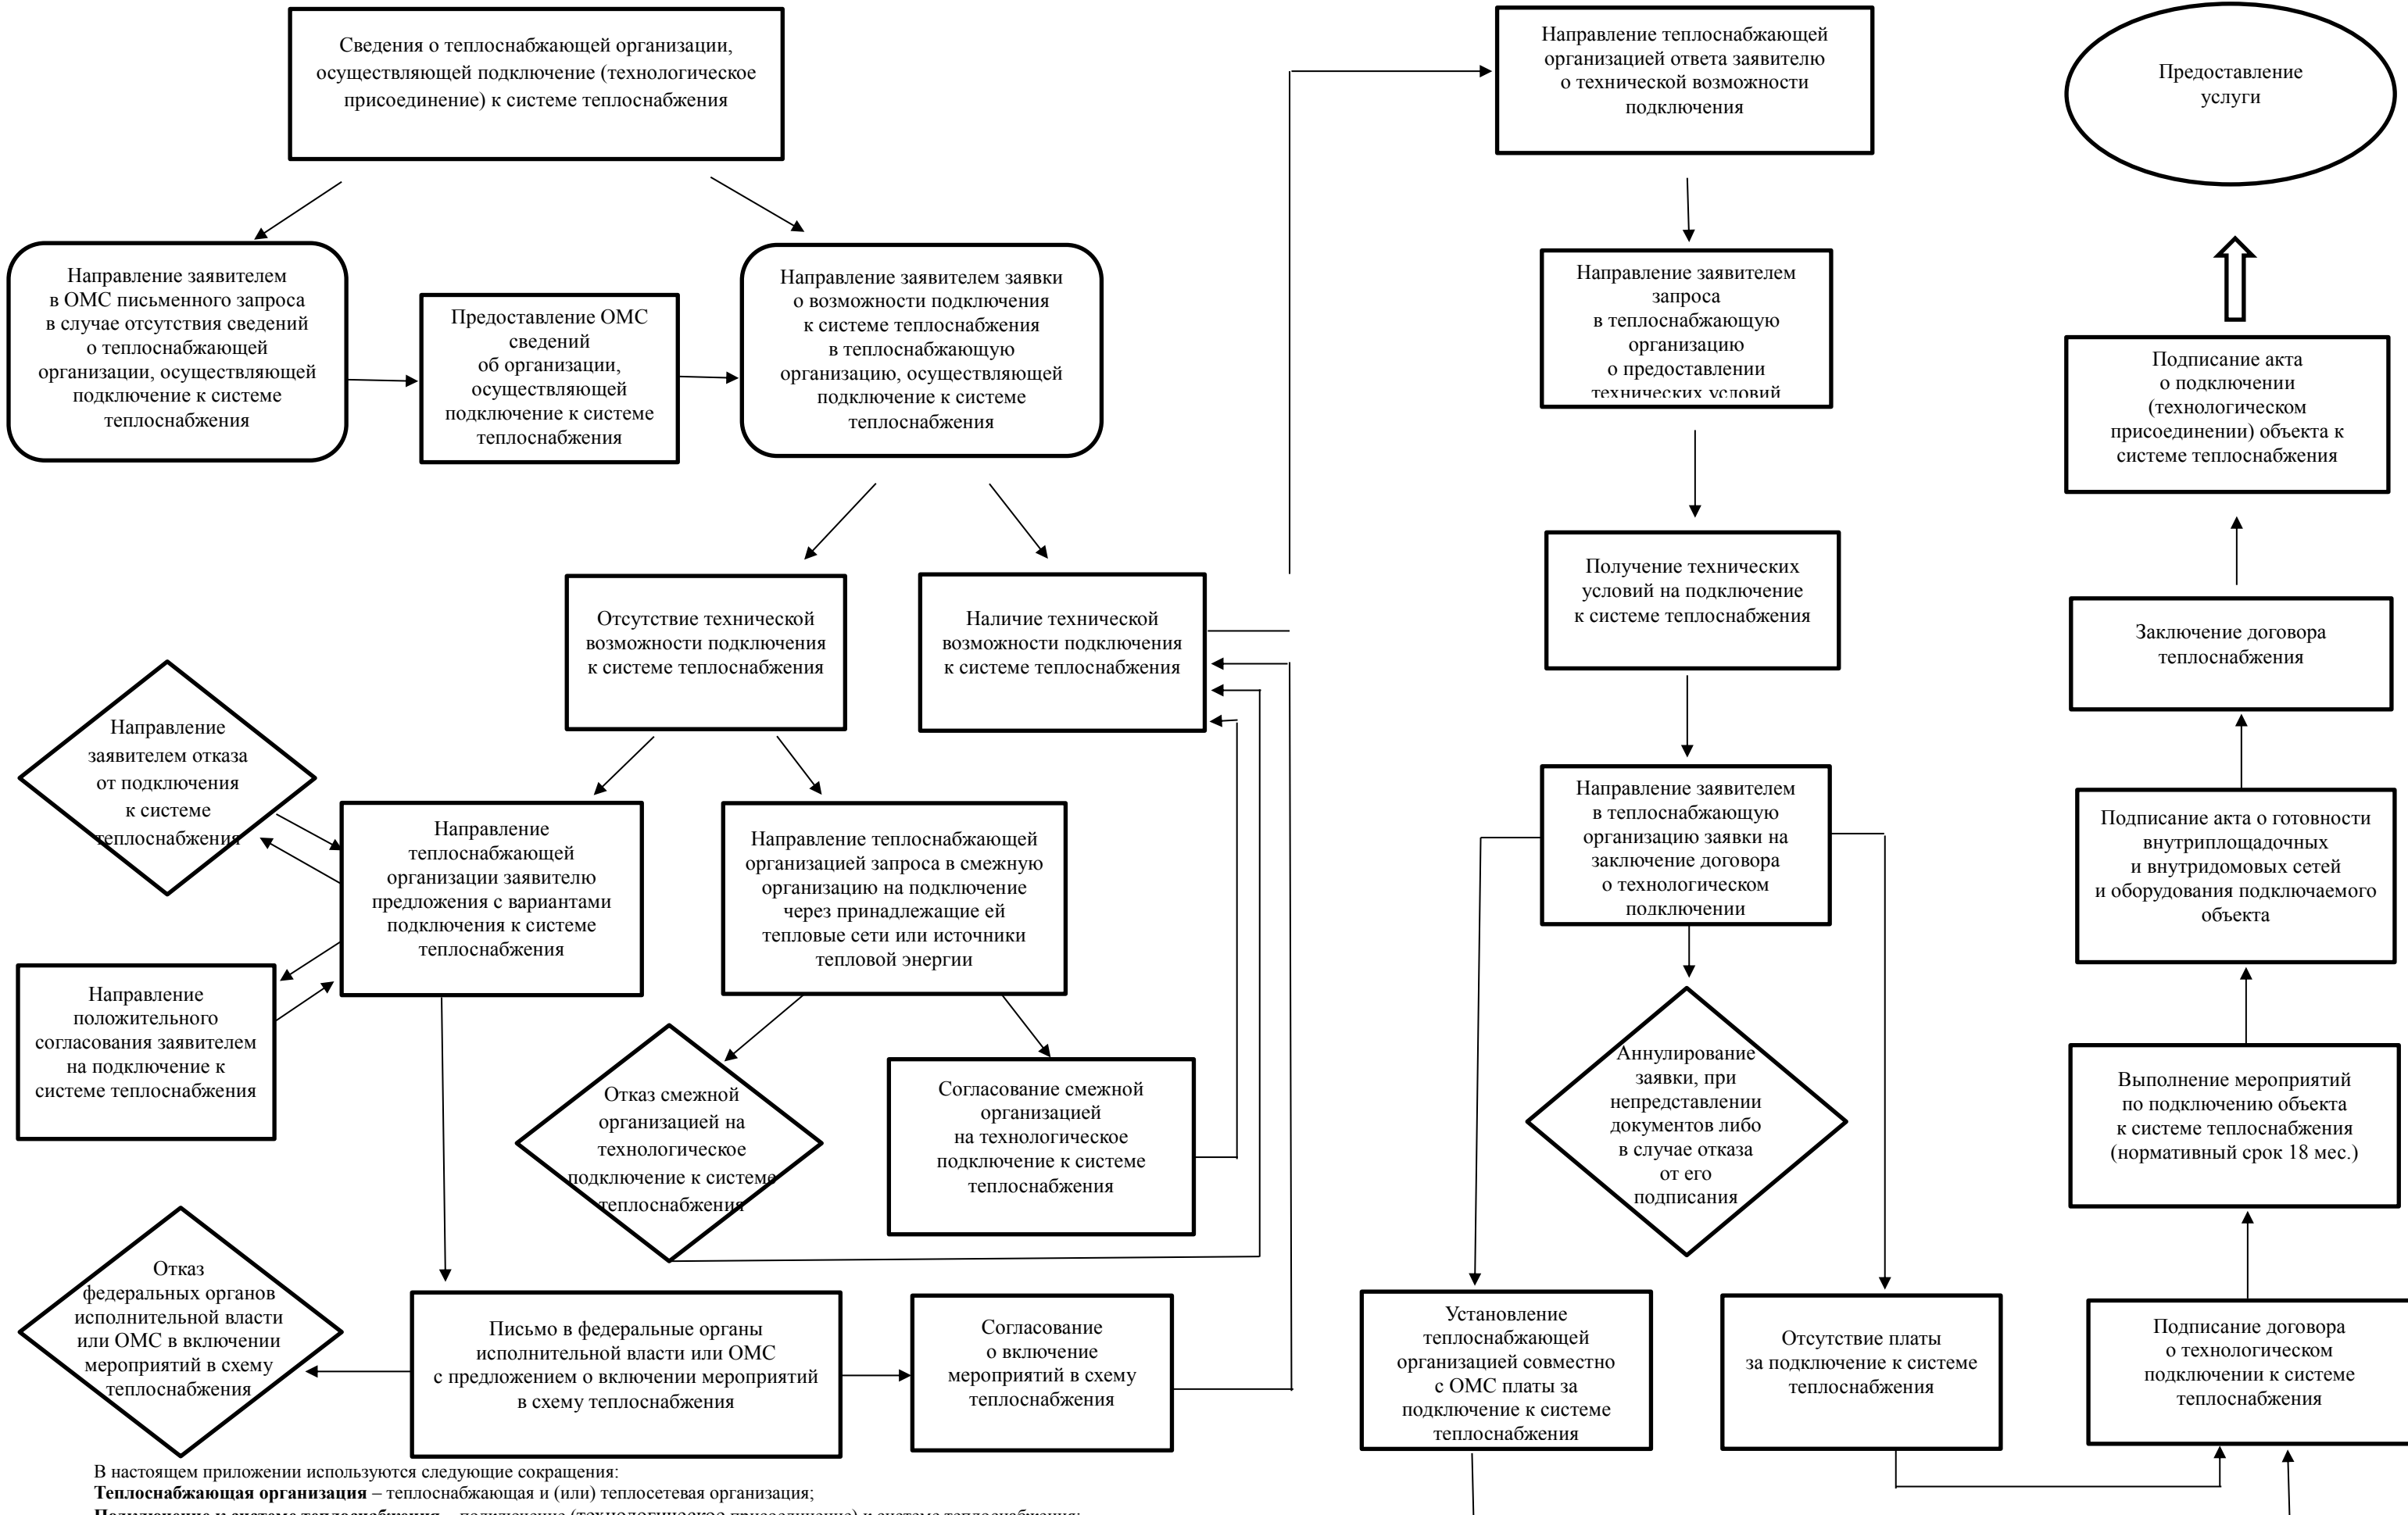 Сведения о теплоснабжающей организации,
осуществляющей подключение (технологическое
присоединение) к системе теплоснабжения
Направление заявителем
в ОМС письменного запроса
в случае отсутствия сведений
о теплоснабжающей
организации, осуществляющей
подключение к системе
теплоснабжения
Предоставление ОМС
сведений
об организации,
осуществляющей
подключение к системе
теплоснабжения
Направление заявителем заявки
о возможности подключения
к системе теплоснабжения
в теплоснабжающую
организацию, осуществляющей
подключение к системе
теплоснабжения
Отсутствие технической
возможности подключения
к системе теплоснабжения
Наличие технической
возможности подключения
к системе теплоснабжения
Направление
заявителем отказа
от подключения
к системе
теплоснабжения
Направление
теплоснабжающей
организации заявителю
предложения с вариантами
подключения к системе
теплоснабжения
Направление теплоснабжающей
организацией запроса в смежную
организацию на подключение
через принадлежащие ей
тепловые сети или источники
тепловой энергии
Направление
положительного
согласования заявителем
на подключение к
системе теплоснабжения
Отказ смежной
организацией на
технологическое
подключение к системе
теплоснабжения
Согласование смежной
организацией
на технологическое
подключение к системе
теплоснабжения
Отказ
федеральных органов
исполнительной власти
или ОМС в включении
мероприятий в схему
теплоснабжения
Письмо в федеральные органы
исполнительной власти или ОМС
с предложением о включении мероприятий
в схему теплоснабжения
Согласование
о включение
мероприятий в схему
теплоснабжения
Направление теплоснабжающей
организацией ответа заявителю
о технической возможности
подключения
Направление заявителем
запроса
в теплоснабжающую
организацию
о предоставлении
технических условий
Получение технических
условий на подключение
к системе теплоснабжения
Направление заявителем
в теплоснабжающую
организацию заявки на
заключение договора
о технологическом
подключении
Аннулирование
заявки, при
непредставлении
документов либо
в случае отказа
от его
подписания
Установление
теплоснабжающей
организацией совместно
с ОМС платы за
подключение к системе
теплоснабжения
Отсутствие платы
за подключение к системе
теплоснабжения
Предоставление
услуги
Подписание акта
о подключении
(технологическом
присоединении) объекта к
системе теплоснабжения
Заключение договора
теплоснабжения
Подписание акта о готовности
внутриплощадочных
и внутридомовых сетей
и оборудования подключаемого
объекта
Выполнение мероприятий
по подключению объекта
к системе теплоснабжения
(нормативный срок 18 мес.)
Подписание договора
о технологическом
подключении к системе
теплоснабжения
В настоящем приложении используются следующие сокращения:
Теплоснабжающая организация – теплоснабжающая и (или) теплосетевая организация;
Подключение к системе теплоснабжения – подключение (технологическое присоединение) к системе теплоснабжения;